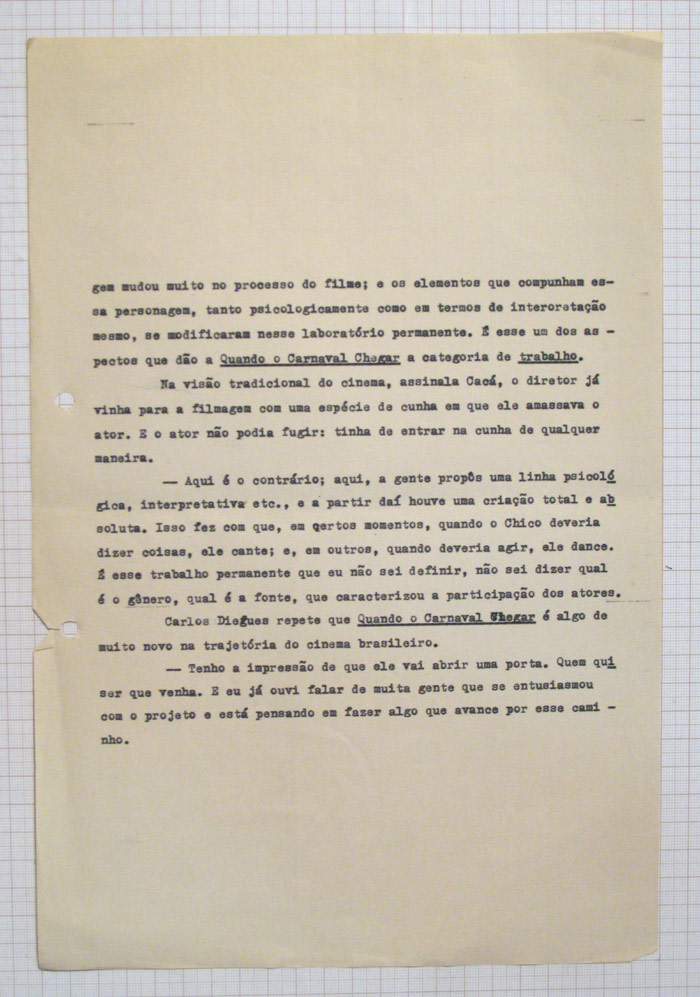 gem mudou muito no processo do filme; e os elementos que compunham es-
sa personagem, tanto psicologicamente como em termos de interoretação
mesmo, se modificaram nesse laboratório permanente. É esse um dos as -
pectos que dão a Quando o Carnaval Chegar a categoria de trabalho.
Na visão tradicional do cinema, assinala Cacá, o diretor já
vinha para a filmagem com uma espécie de cunha em que ele amassava o
ator. E o ator não podia fugir: tinha de entrar na cunha de qualquer
maneira.
— Aqui é o contrário; aqui, a gente propôs uma linha psicoló
gica, interpretativa etc., e a partir daí houve uma criação total e ab
soluta. Isso fez com que, em certos momentos, quando o Chico deveria
dizer coisas, ele cante; e, em outros, quando deveria agir, ele dance.
É esse trabalho permanente que eu não sei definir, não sei dizer qual
é o gênero, qual é a fonte, que caracterizou a participação dos atores.
Carlos Diegues repete que Quando o Carnaval Chegar é algo de
muito novo na trajetória do cinema brasileiro.
— Tenho a impressão de que ele vai abrir uma porta. Quem qui
ser que venha. E eu já ouvi falar de muita gente que se entusiasmou
com o projeto e está pensando em fazer algo que avance por esse cami -
nho.